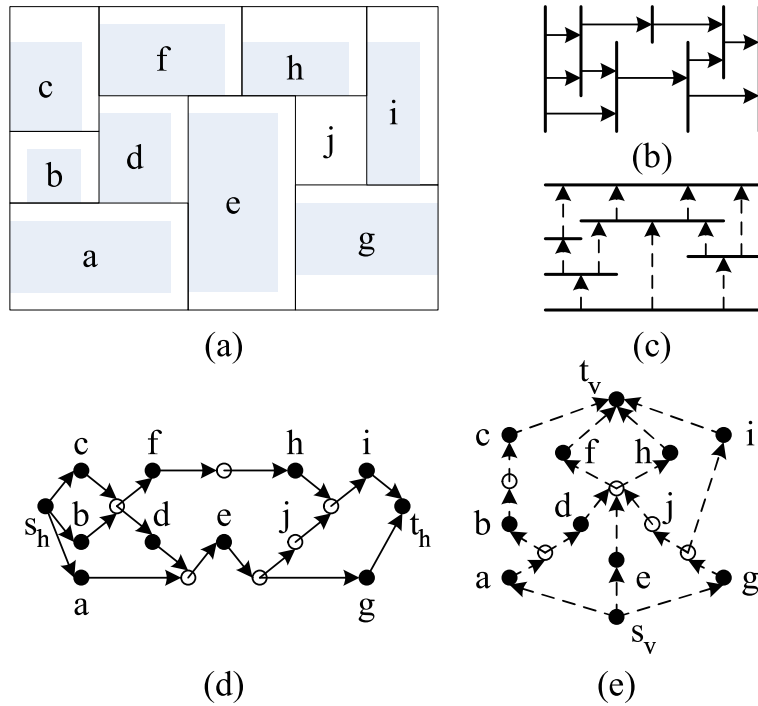 f
h
c
i
d
j
b
e
a
g
(a)
(b)
(c)
c f h i
s_h b d e j t_h
a g
(d)
t_v
c f h i
b d j
a e g
s_v
(e)